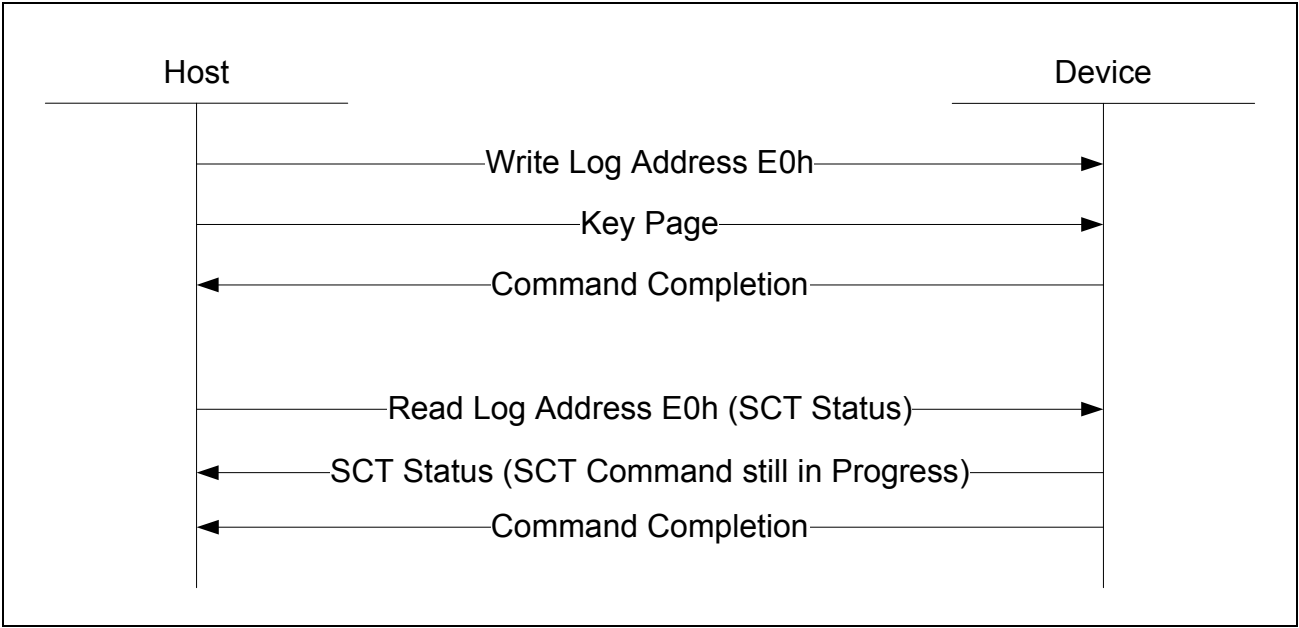 Host
Device
Write Log Address E0h
Key Page
Command Completion
Read Log Address E0h (SCT Status)
SCT Status (SCT Command still in Progress)
Command Completion